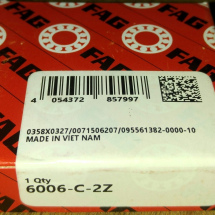 FAG
FAG
FAG
FAG
4 054372 857997
0358X0327/0071506207/095561382-0000-10
MADE IN VIET NAM
1 Qty
6006-C-2Z